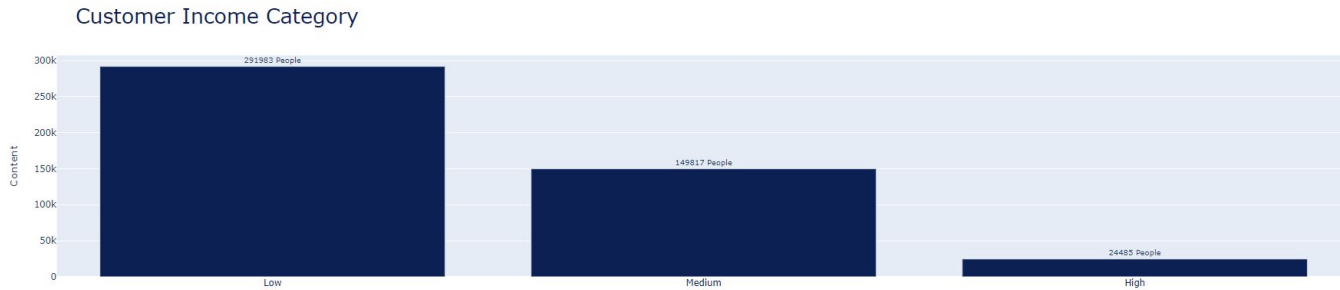 Customer Income Category
Content
300k
250k
200k
150k
100k
50k
0
291983 People
149817 People
24485 People
Low
Medium
High